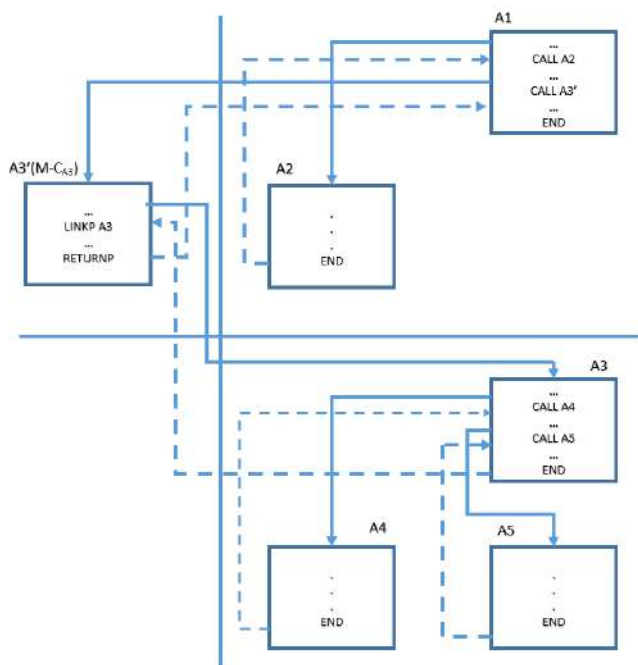 A1
...
CALL A2
...
CALL A3'
...
END
A3'(M-CA3)
...
LINKP A3
...
RETURNP
A2
.
.
.
END
A3
...
CALL A4
...
CALL A5
...
END
A4
.
.
.
END
A5
.
.
.
END